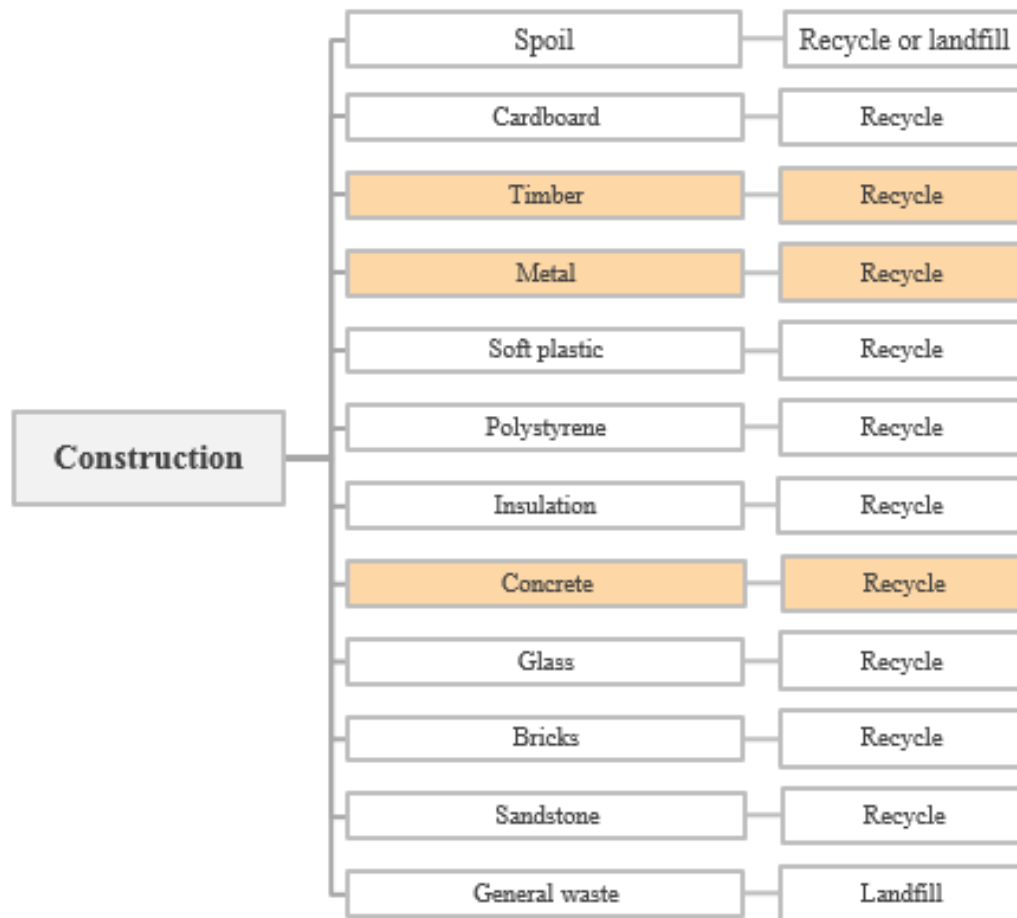 Spoil
Recycle or landfill
Cardboard
Recycle
Timber
Recycle
Metal
Recycle
Soft plastic
Recycle
Polystyrene
Recycle
Construction
Insulation
Recycle
Concrete
Recycle
Glass
Recycle
Bricks
Recycle
Sandstone
Recycle
General waste
Landfill